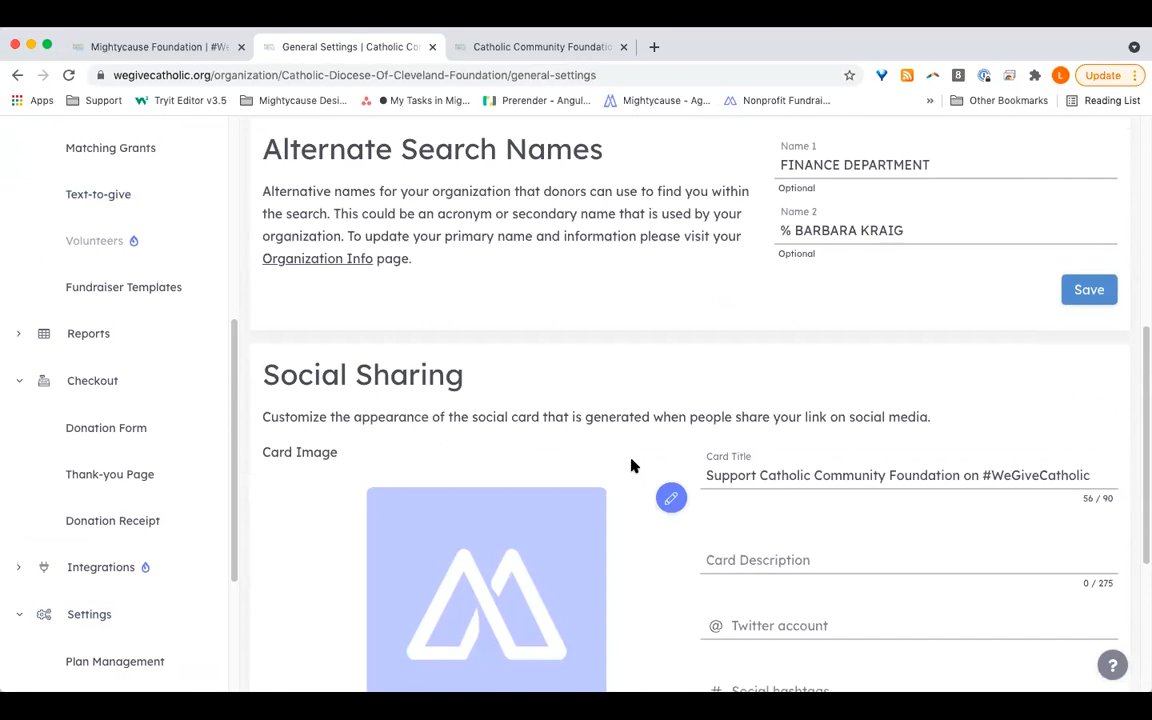 Mightycause Foundation | #We
General Settings | Catholic Co
Catholic Community Foundatio
wegivecatholic.org/organization/Catholic-Diocese-Of-Cleveland-Foundation/general-settings
8
L
Update
Apps
Support
Tryit Editor v3.5
Mightycause Desi...
● My Tasks in Mig...
Prerender - Angul...
Mightycause - Ag...
Nonprofit Fundrai...
»
Other Bookmarks
Reading List
Matching Grants
Text-to-give
Volunteers
Fundraiser Templates
Reports
Checkout
Donation Form
Thank-you Page
Donation Receipt
Integrations
Settings
Plan Management
Alternate Search Names
Alternative names for your organization that donors can use to find you within
the search. This could be an acronym or secondary name that is used by your
organization. To update your primary name and information please visit your
Organization Info page.
Name 1
FINANCE DEPARTMENT
Optional
Name 2
% BARBARA KRAIG
Optional
Save
Social Sharing
Customize the appearance of the social card that is generated when people share your link on social media.
Card Image
Card Title
Support Catholic Community Foundation on #WeGiveCatholic
56 / 90
Card Description
0 / 275
@ Twitter account
# Social hashtags
?